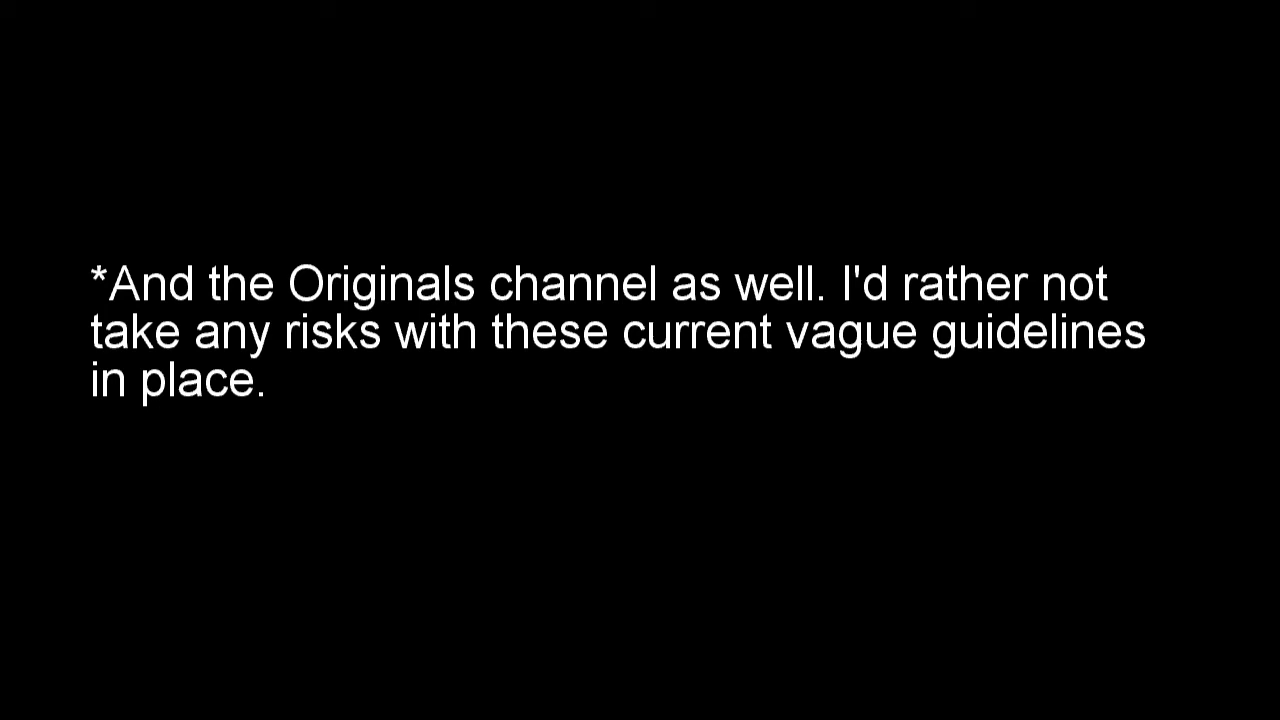 *And the Originals channel as well. I'd rather not
take any risks with these current vague guidelines
in place.